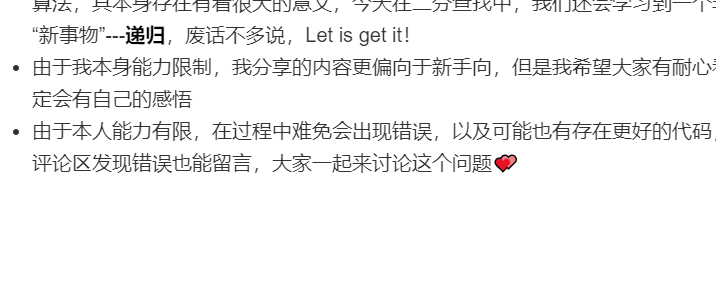 算法，其本身存在有着很大的意义，今天在二分查找中，我们还会学习到一个
“新事物”---递归，废话不多说，Let is get it！
由于我本身能力限制，我分享的内容更偏向于新手向，但是我希望大家有耐心
定会有自己的感悟
由于本人能力有限，在过程中难免会出现错误，以及可能也有存在更好的代码，
评论区发现错误也能留言，大家一起来讨论这个问题